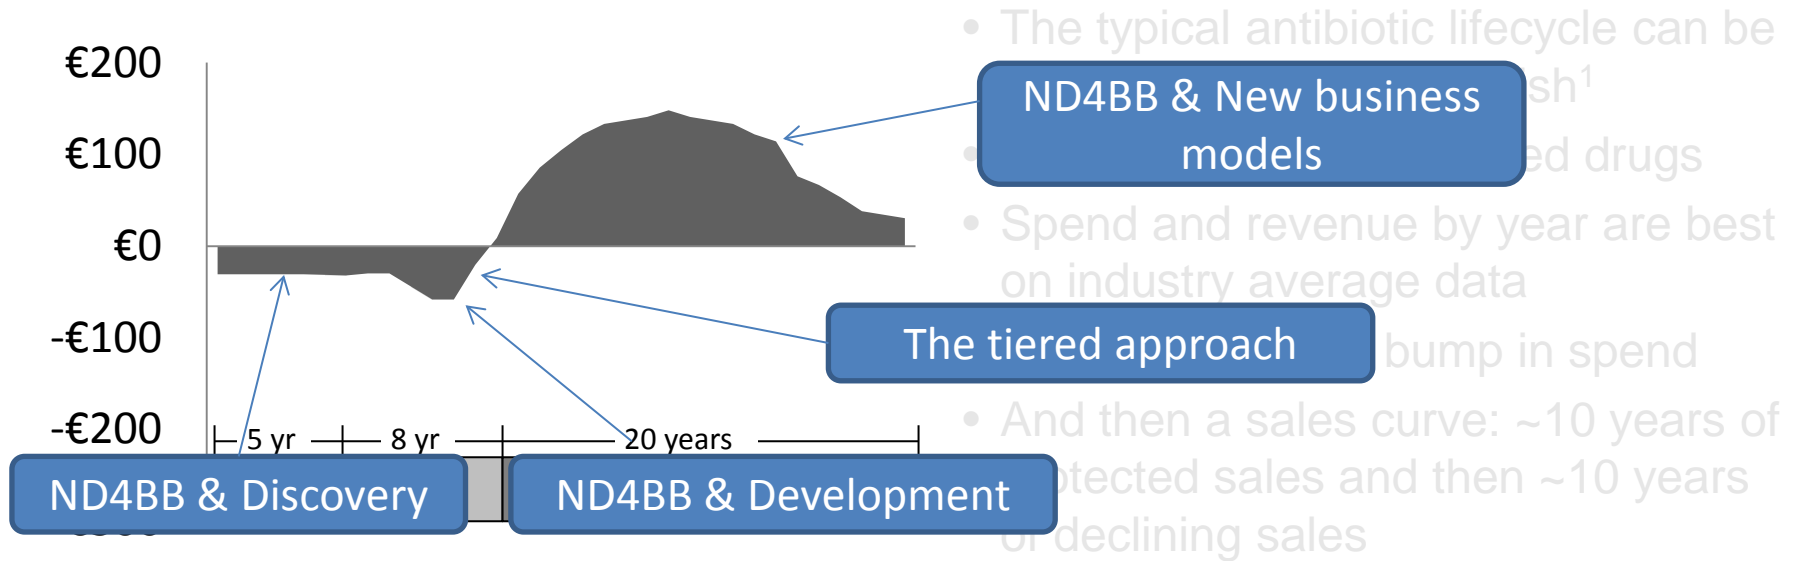 €200
€100
€0
-€100
-€200
5 yr
8 yr
20 years
ND4BB & Discovery
ND4BB & Development
The tiered approach
ND4BB & New business
models
• The typical antibiotic lifecycle can be
sh¹
• drugs
• Spend and revenue by year are best
on industry average data
bump in spend
• And then a sales curve: ~10 years of
sales and then ~10 years
declining sales